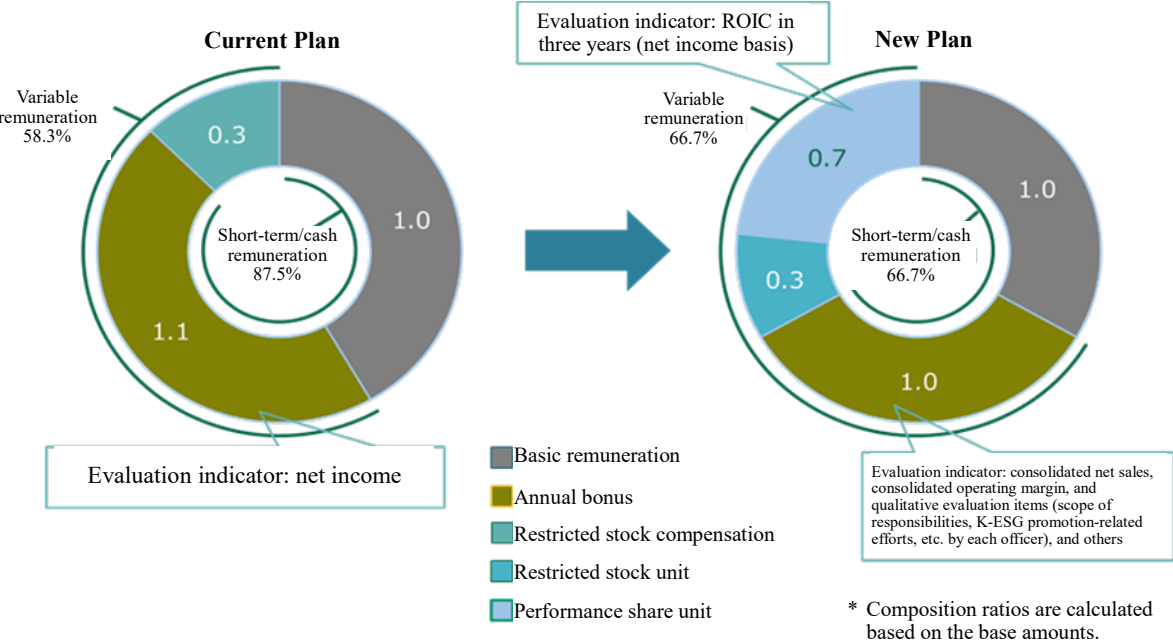 Current Plan
Variable
remuneration
58.3%
0.3
1.0
1.1
Short-term/cash
remuneration
87.5%
Evaluation indicator: net income
Evaluation indicator: ROIC in
three years (net income basis)
New Plan
Variable
remuneration
66.7%
0.7
1.0
0.3
1.0
Short-term/cash
remuneration
66.7%
Evaluation indicator: consolidated net sales,
consolidated operating margin, and
qualitative evaluation items (scope of
responsibilities, K-ESG promotion-related
efforts, etc. by each officer), and others
Basic remuneration
Annual bonus
Restricted stock compensation
Restricted stock unit
Performance share unit
* Composition ratios are calculated
based on the base amounts.